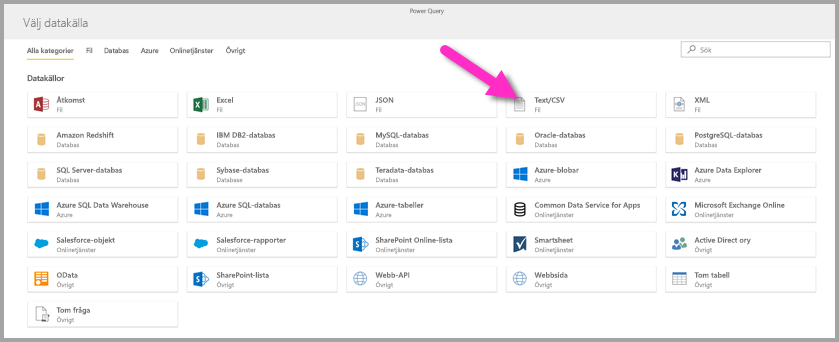 Power Query
Välj datakälla
Alla kategorier Fil Databas Azure Onlinetjänster Övrigt
Sök
Datakällor
Åtkomst Excel JSON Text/CSV XML
Fil Fil JSON Fil Fil Fil
Amazon Redshift IBM DB2-databas MySQL-databas Oracle-databas PostgreSQL-databas
Databas Databas Databas Databas Databas
SQL Server-databas Sybase-databas Teradata-databas Azure-blobar Azure Data Explorer
Databas Databas Databas Azure Azure
Azure SQL Data Warehouse Azure SQL-databas Azure-tabeller Common Data Service for Apps Microsoft Exchange Online
Azure Azure Azure Onlinetjänster Onlinetjänster
Salesforce-objekt Salesforce-rapporter SharePoint Online-lista Smartsheet Active Direct ory
Onlinetjänster Onlinetjänster Onlinetjänster Onlinetjänster Övrigt
OData SharePoint-lista Webb-API Webbsida Tom tabell
Övrigt Övrigt Övrigt Övrigt Övrigt
Tom fråga
Övrigt